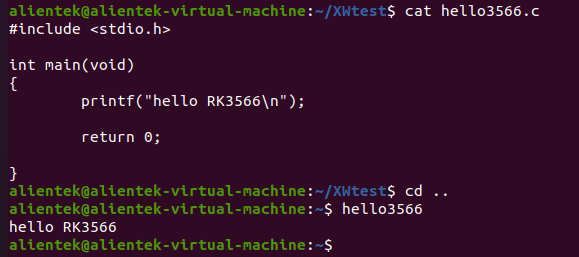 alientek@alientek-virtual-machine:~/XWtest$ cat hello3566.c
#include <stdio.h>

int main(void)
{
        printf("hello RK3566\n");

        return 0;

}
alientek@alientek-virtual-machine:~/XWtest$ cd ..
alientek@alientek-virtual-machine:~$ hello3566
hello RK3566
alientek@alientek-virtual-machine:~$